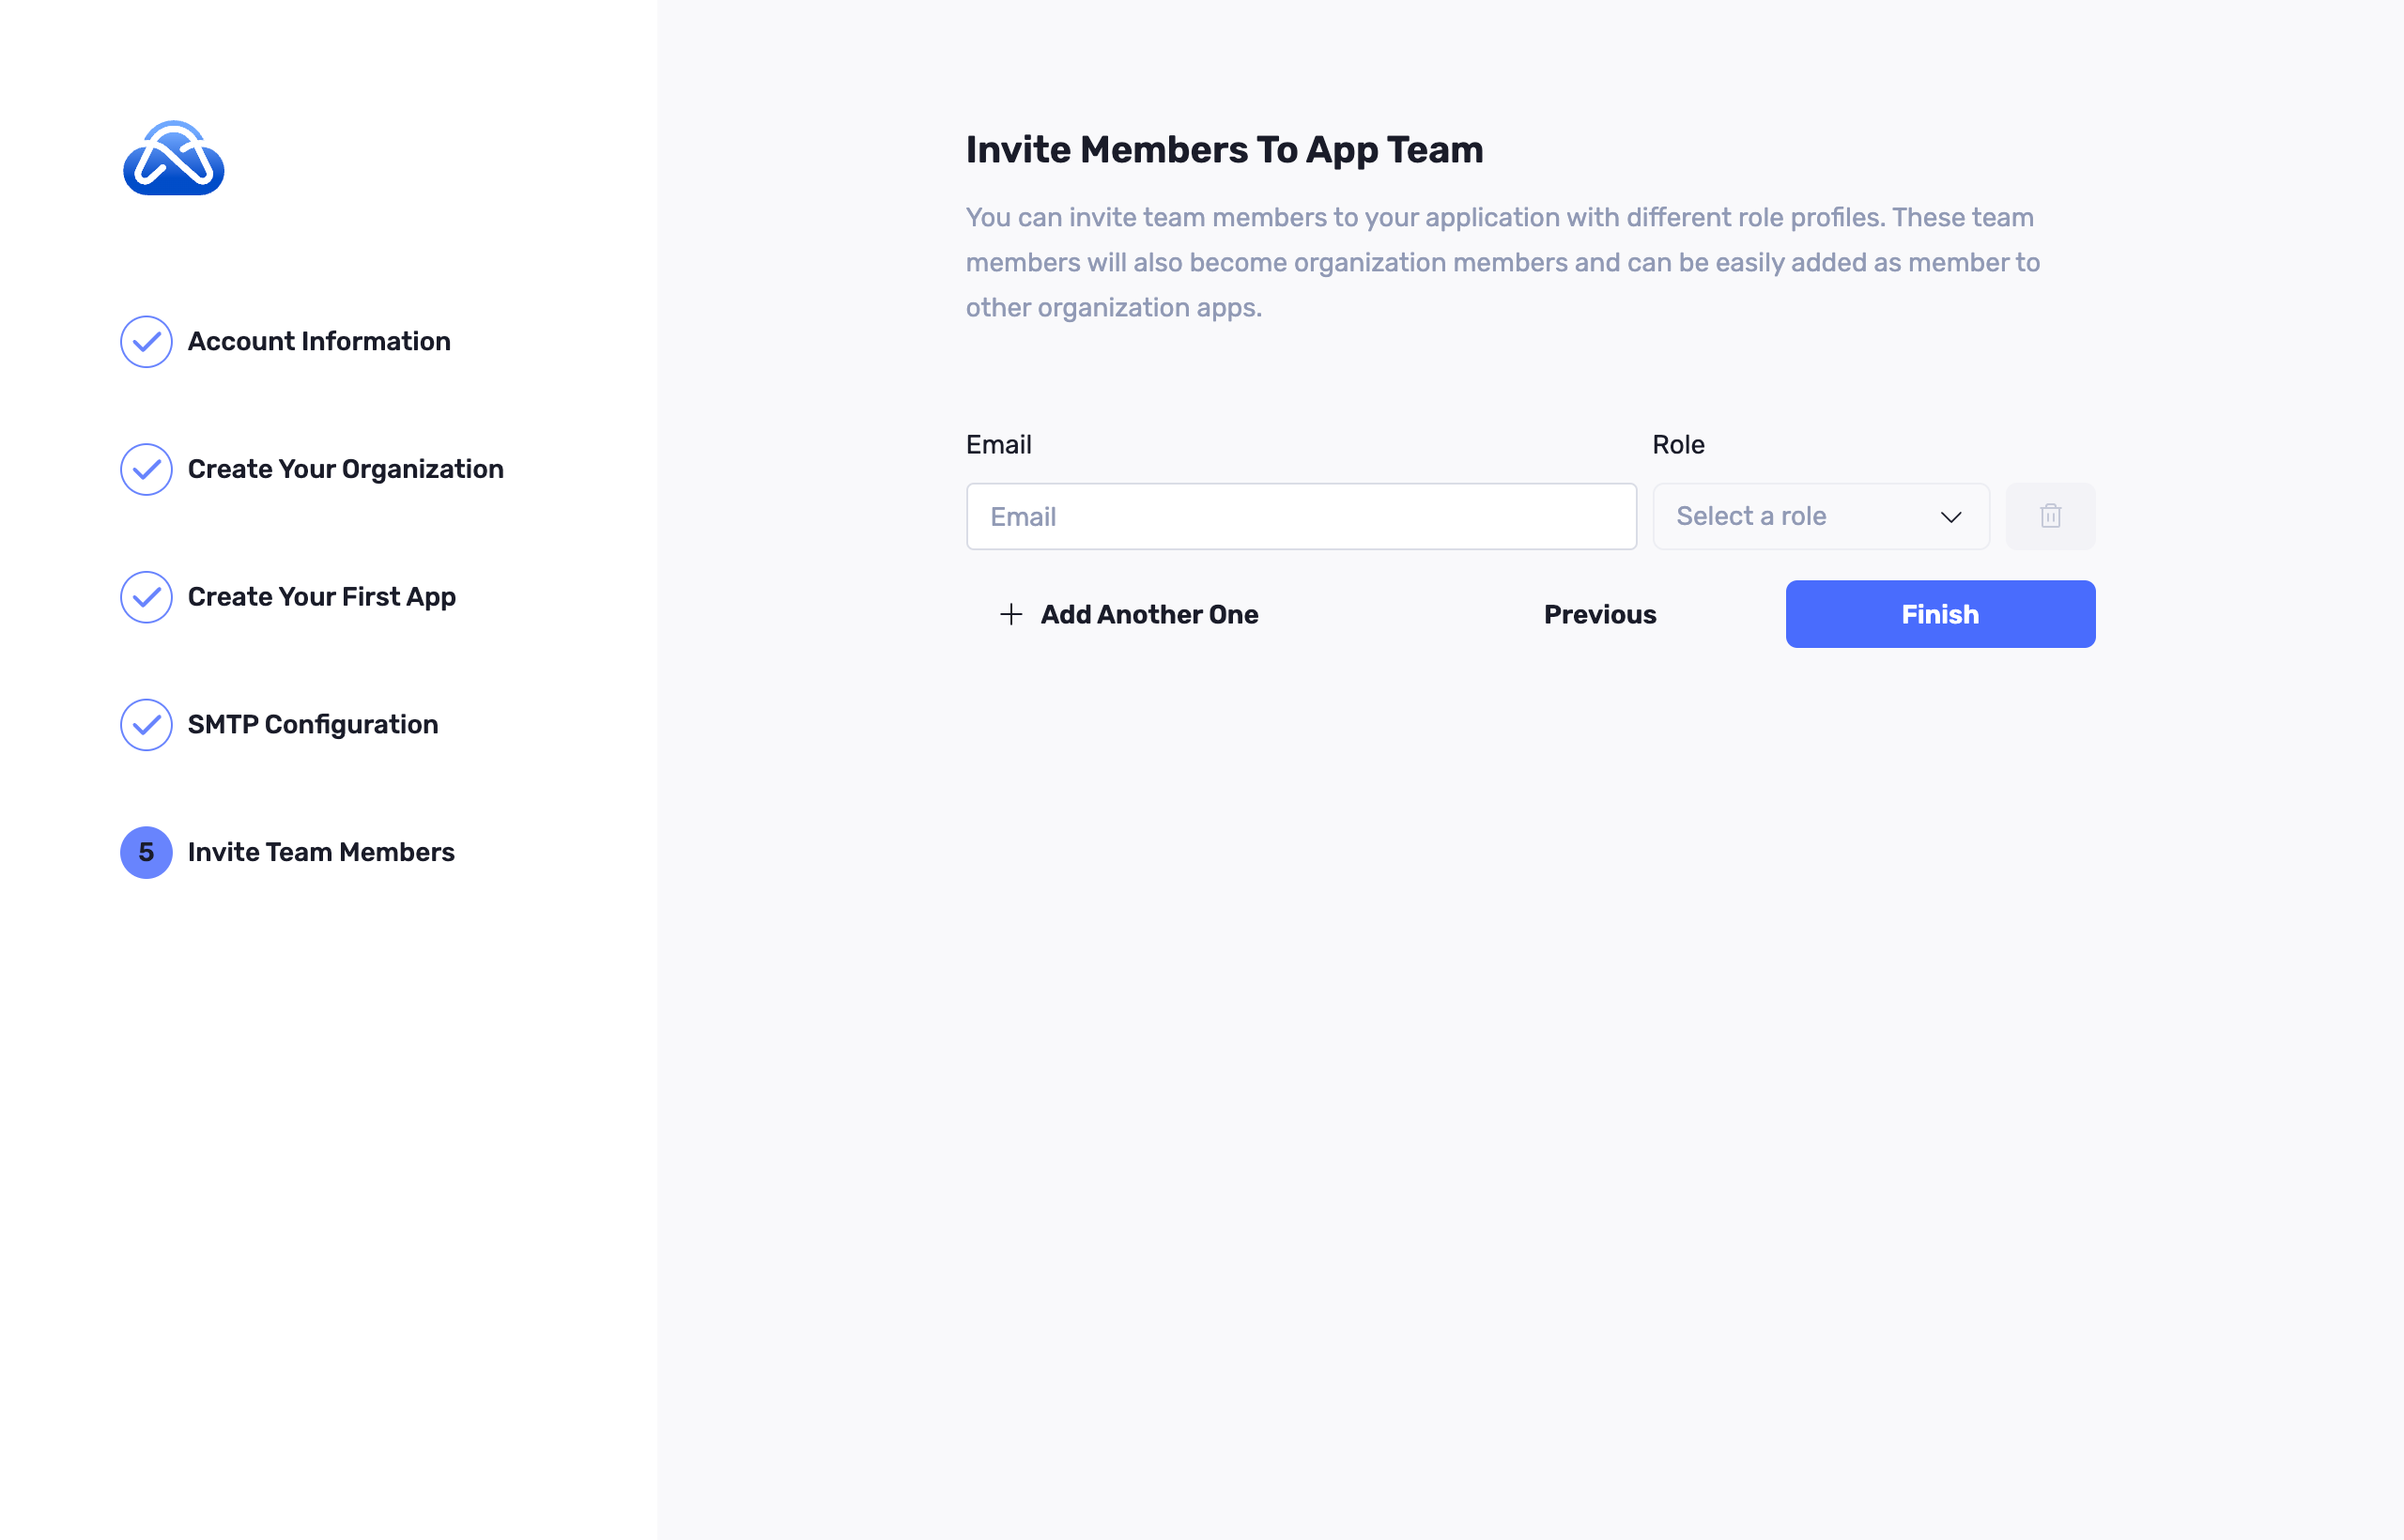 Account Information
Create Your Organization
Create Your First App
SMTP Configuration
5 Invite Team Members
Invite Members To App Team
You can invite team members to your application with different role profiles. These team
members will also become organization members and can be easily added as member to
other organization apps.
Email Role
Email Select a role
Add Another One Previous Finish